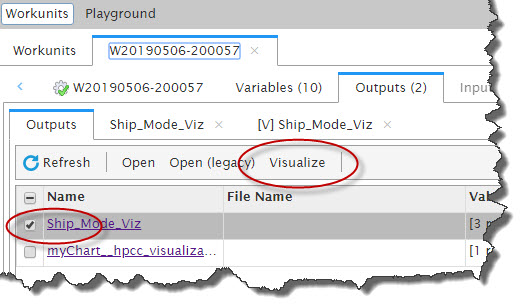 Workunits Playground
Workunits W20190506-200057
W20190506-200057 Variables (10) Outputs (2) Input
Outputs Ship_Mode_Viz [V] Ship_Mode_Viz
Refresh Open Open (legacy) Visualize
Name File Name Val
Ship_Mode_Viz [3 r
myChart__hpcc_visualiza... [1 r